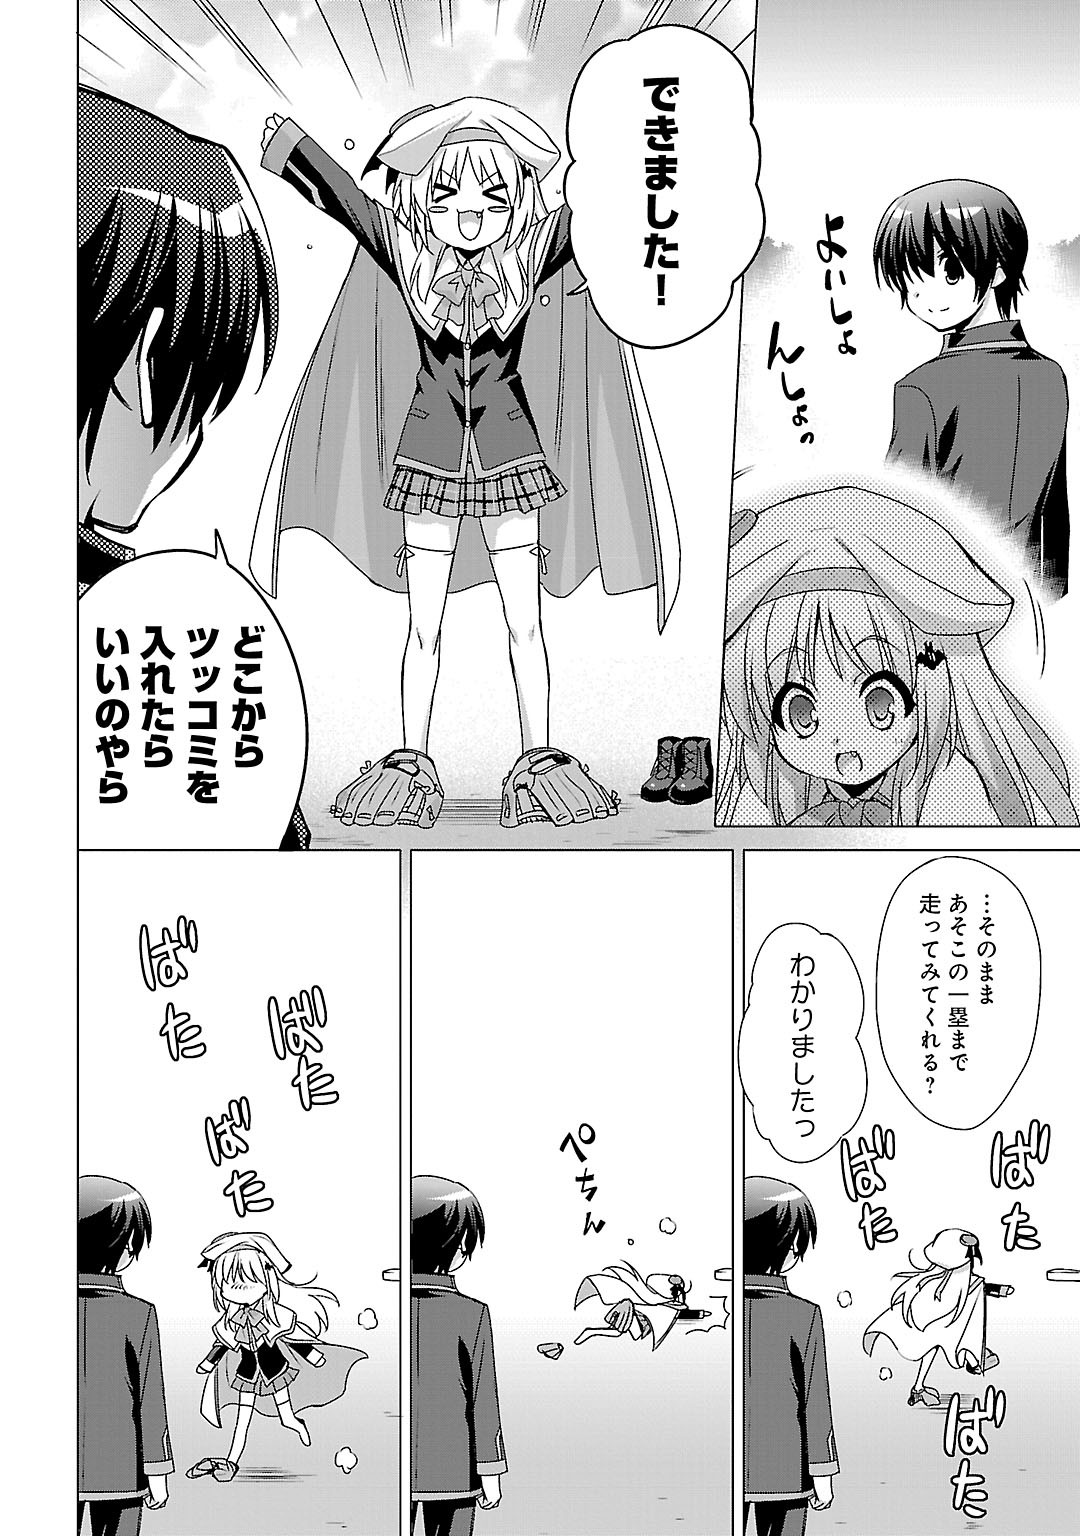 よいしょ
んしょっ
できました！
どこから
ツッコミを
入れたら
いいのやら
…そのまま
あそこの一塁まで
走ってみてくれる？
わかりましたっ
ばた
ばた
ばた
ぺちん
ばた
ばた
ばた